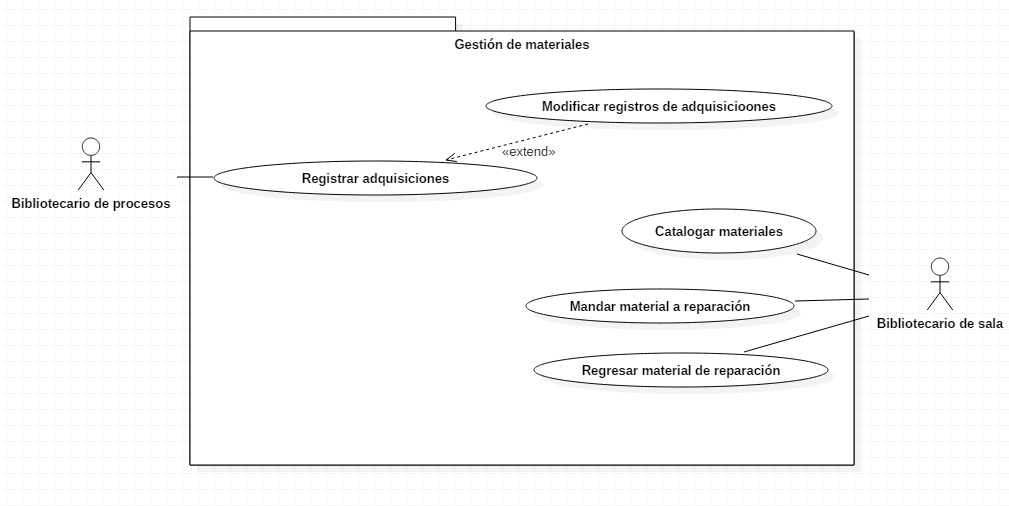 Gestión de materiales
Modificar registros de adquisicioones
«extend»
Registrar adquisiciones
Bibliotecario de procesos
Catalogar materiales
Mandar material a reparación
Bibliotecario de sala
Regresar material de reparación